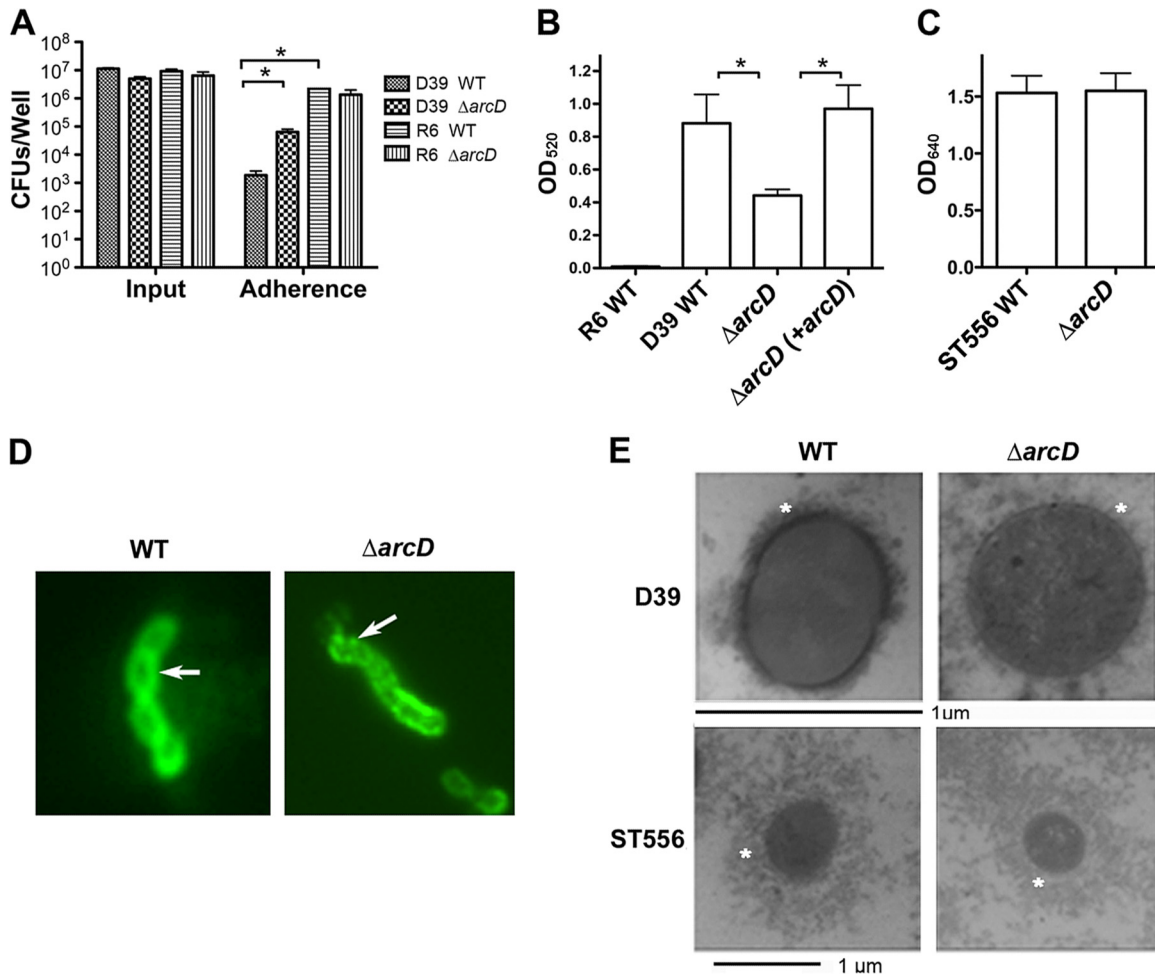 A
CFUs/Well
10⁸
10⁷
10⁶
10⁵
10⁴
10³
10²
10¹
10⁰
*
*
Input
Adherence
D39 WT
D39 ΔarcD
R6 WT
R6 ΔarcD
B
OD₅₂₀
1.2
1.0
0.8
0.6
0.4
0.2
0.0
*
*
R6 WT
D39 WT
ΔarcD
ΔarcD (+arcD)
C
OD₆₄₀
1.5
1.0
0.5
0.0
ST556 WT
ΔarcD
D
WT
ΔarcD
E
WT
ΔarcD
D39
*
*
1µm
ST556
*
*
1 µm